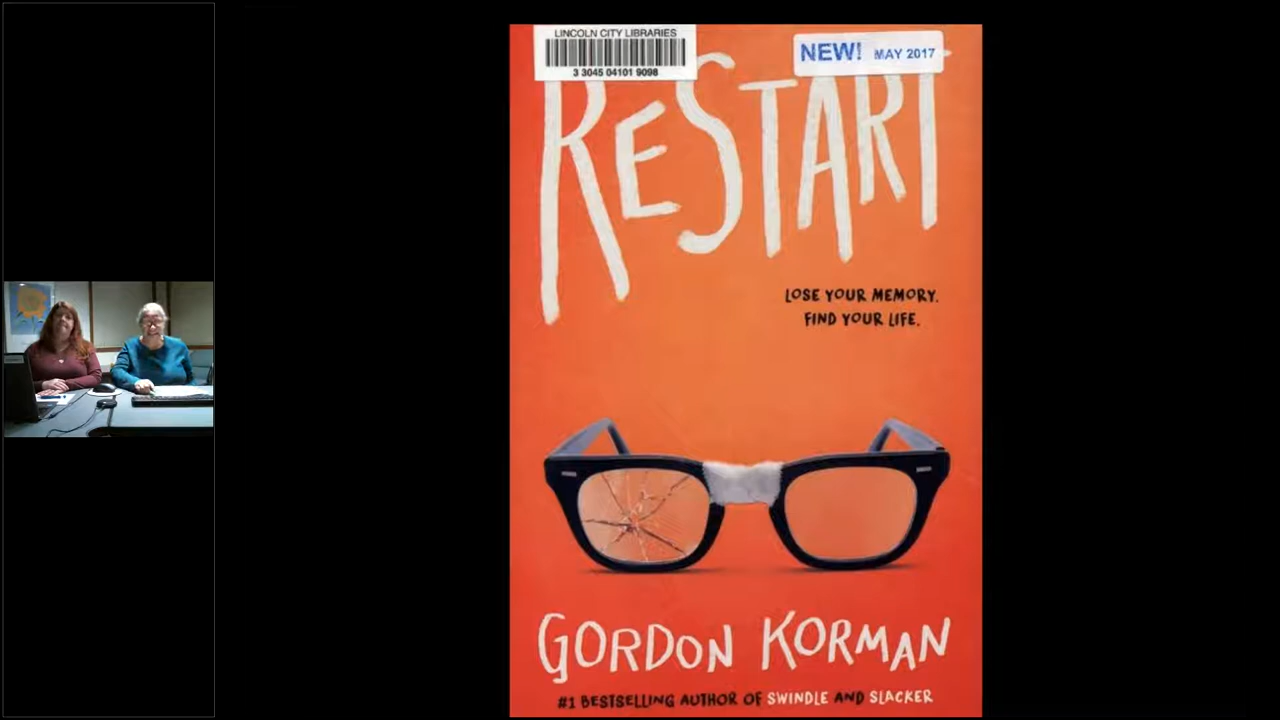 LINCOLN CITY LIBRARIES
3 3045 04101 9098
NEW! MAY 2017
RESTART
LOSE YOUR MEMORY.
FIND YOUR LIFE.
GORDON KORMAN
#1 BESTSELLING AUTHOR OF SWINDLE AND SLACKER